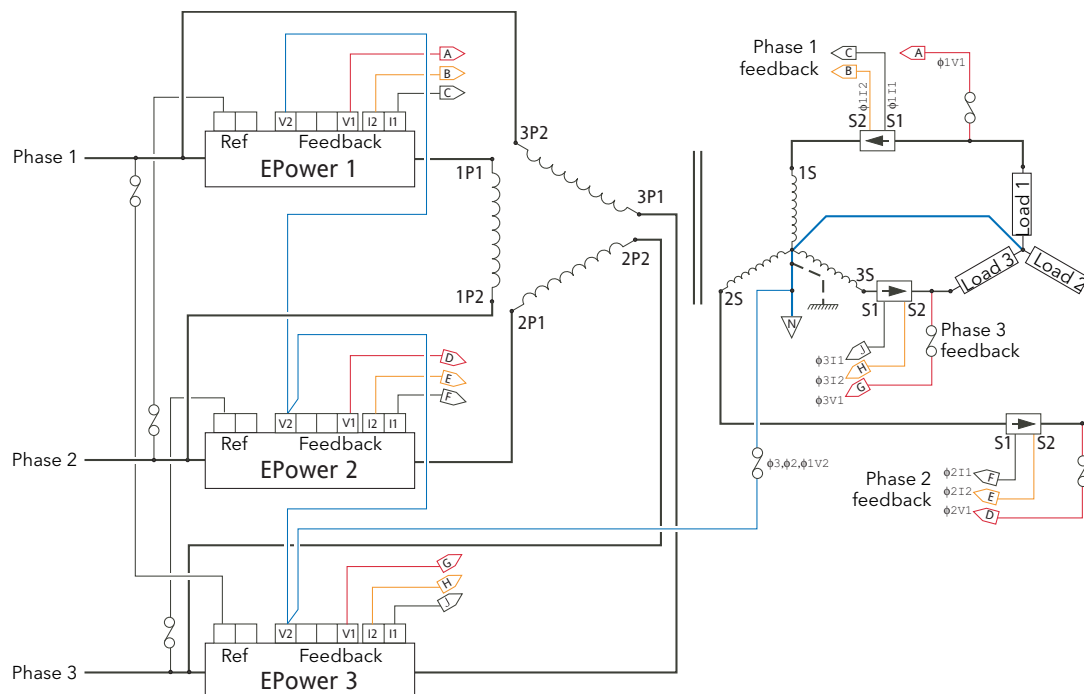 A
B
C
V2
V1
I2
I1
Ref
Feedback
EPower 1
Phase 1
3P2
1P1
3P1
2P2
1P2
2P1
D
E
F
V2
V1
I2
I1
Ref
Feedback
EPower 2
Phase 2
G
H
J
V2
V1
I2
I1
Ref
Feedback
EPower 3
Phase 3
Phase 1
feedback
C
A
B
ϕ1V1
ϕ1I2
ϕ1I1
S2
S1
1S
Load 1
Load 3
Load 2
2S
3S
S1
S2
N
Phase 3
feedback
J
ϕ3I1
H
ϕ3I2
G
ϕ3V1
ϕ3,ϕ2,ϕ1V2
S1
S2
Phase 2
feedback
ϕ2I1
F
ϕ2I2
E
ϕ2V1
D